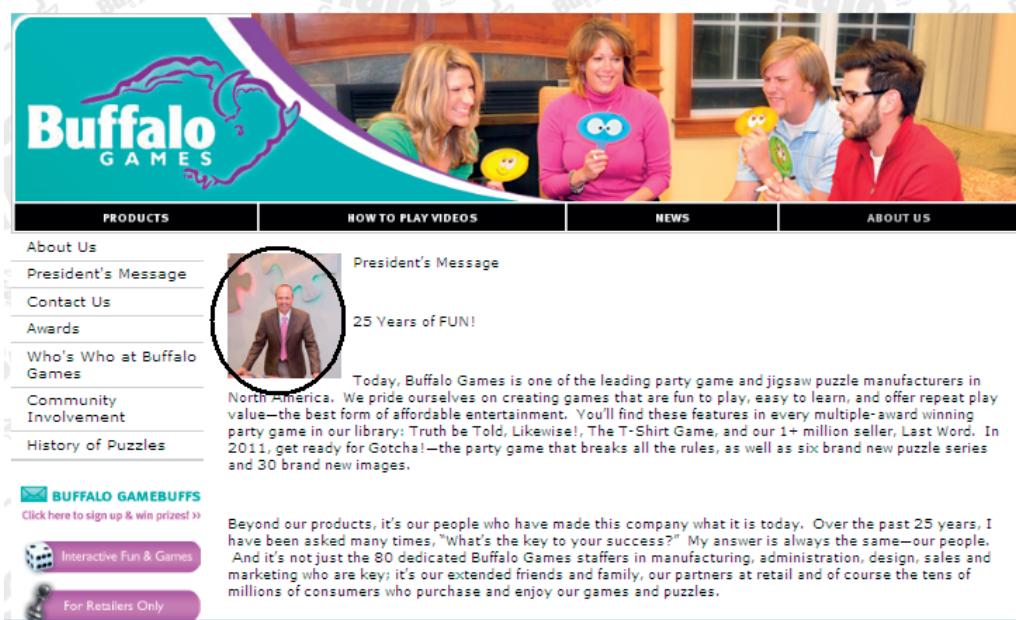 Buffalo
GAMES
PRODUCTS
HOW TO PLAY VIDEOS
NEWS
ABOUT US
About Us
President's Message
Contact Us
Awards
Who's Who at Buffalo
Games
Community
Involvement
History of Puzzles
BUFFALO GAMEBUFFS
Click here to sign up & win prizes! »
Interactive Fun & Games
For Retailers Only
President's Message
25 Years of FUN!
Today, Buffalo Games is one of the leading party game and jigsaw puzzle manufacturers in
North America. We pride ourselves on creating games that are fun to play, easy to learn, and offer repeat play
value—the best form of affordable entertainment. You'll find these features in every multiple-award winning
party game in our library: Truth be Told, Likewise!, The T-Shirt Game, and our 1+ million seller, Last Word. In
2011, get ready for Gotcha!—the party game that breaks all the rules, as well as six brand new puzzle series
and 30 brand new images.
Beyond our products, it's our people who have made this company what it is today. Over the past 25 years, I
have been asked many times, "What's the key to your success?" My answer is always the same—our people.
And it's not just the 80 dedicated Buffalo Games staffers in manufacturing, administration, design, sales and
marketing who are key; it's our extended friends and family, our partners at retail and of course the tens of
millions of consumers who purchase and enjoy our games and puzzles.